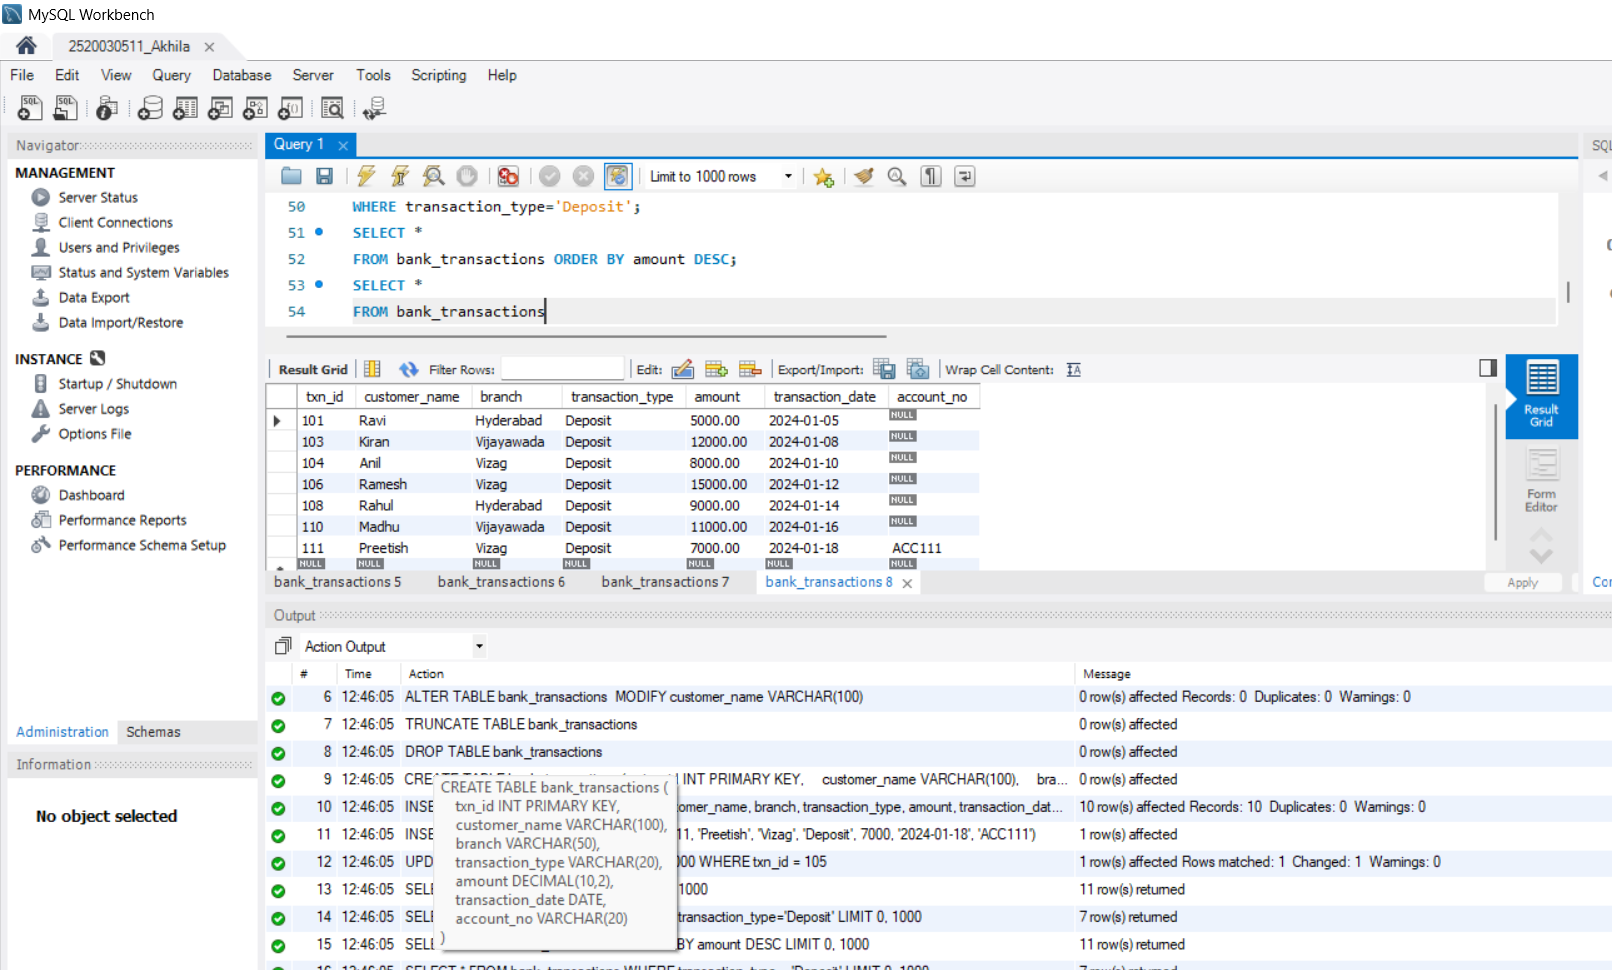 MySQL Workbench
2520030511_Akhila
File Edit View Query Database Server Tools Scripting Help
Navigator
MANAGEMENT
Server Status
Client Connections
Users and Privileges
Status and System Variables
Data Export
Data Import/Restore
INSTANCE
Startup / Shutdown
Server Logs
Options File
PERFORMANCE
Dashboard
Performance Reports
Performance Schema Setup
Administration Schemas
Information
No object selected
Query 1
Limit to 1000 rows
50 WHERE transaction_type='Deposit';
51 SELECT *
52 FROM bank_transactions ORDER BY amount DESC;
53 SELECT *
54 FROM bank_transactions
Result Grid Filter Rows: Edit: Export/Import: Wrap Cell Content:
txn_id customer_name branch transaction_type amount transaction_date account_no
101 Ravi Hyderabad Deposit 5000.00 2024-01-05 NULL
103 Kiran Vijayawada Deposit 12000.00 2024-01-08 NULL
104 Anil Vizag Deposit 8000.00 2024-01-10 NULL
106 Ramesh Vizag Deposit 15000.00 2024-01-12 NULL
108 Rahul Hyderabad Deposit 9000.00 2024-01-14 NULL
110 Madhu Vijayawada Deposit 11000.00 2024-01-16 NULL
111 Preetish Vizag Deposit 7000.00 2024-01-18 ACC111
NULL NULL NULL NULL NULL NULL NULL
bank_transactions 5 bank_transactions 6 bank_transactions 7 bank_transactions 8
Result
Grid
Form
Editor
Apply
Output
Action Output
# Time Action Message
6 12:46:05 ALTER TABLE bank_transactions MODIFY customer_name VARCHAR(100) 0 row(s) affected Records: 0 Duplicates: 0 Warnings: 0
7 12:46:05 TRUNCATE TABLE bank_transactions 0 row(s) affected
8 12:46:05 DROP TABLE bank_transactions 0 row(s) affected
9 12:46:05 INT PRIMARY KEY, customer_name VARCHAR(100), bra... 0 row(s) affected
10 12:46:05 INSE omer_name, branch, transaction_type, amount, transaction_dat... 10 row(s) affected Records: 10 Duplicates: 0 Warnings: 0
11 12:46:05 INSE 11, 'Preetish', 'Vizag', 'Deposit', 7000, '2024-01-18', 'ACC111') 1 row(s) affected
12 12:46:05 UPD 000 WHERE txn_id = 105 1 row(s) affected Rows matched: 1 Changed: 1 Warnings: 0
13 12:46:05 SELE 1000 11 row(s) returned
14 12:46:05 SELE transaction_type='Deposit' LIMIT 0, 1000 7 row(s) returned
15 12:46:05 SELE BY amount DESC LIMIT 0, 1000 11 row(s) returned
CREATE TABLE bank_transactions (
txn_id INT PRIMARY KEY,
customer_name VARCHAR(100),
branch VARCHAR(50),
transaction_type VARCHAR(20),
amount DECIMAL(10,2),
transaction_date DATE,
account_no VARCHAR(20)
)